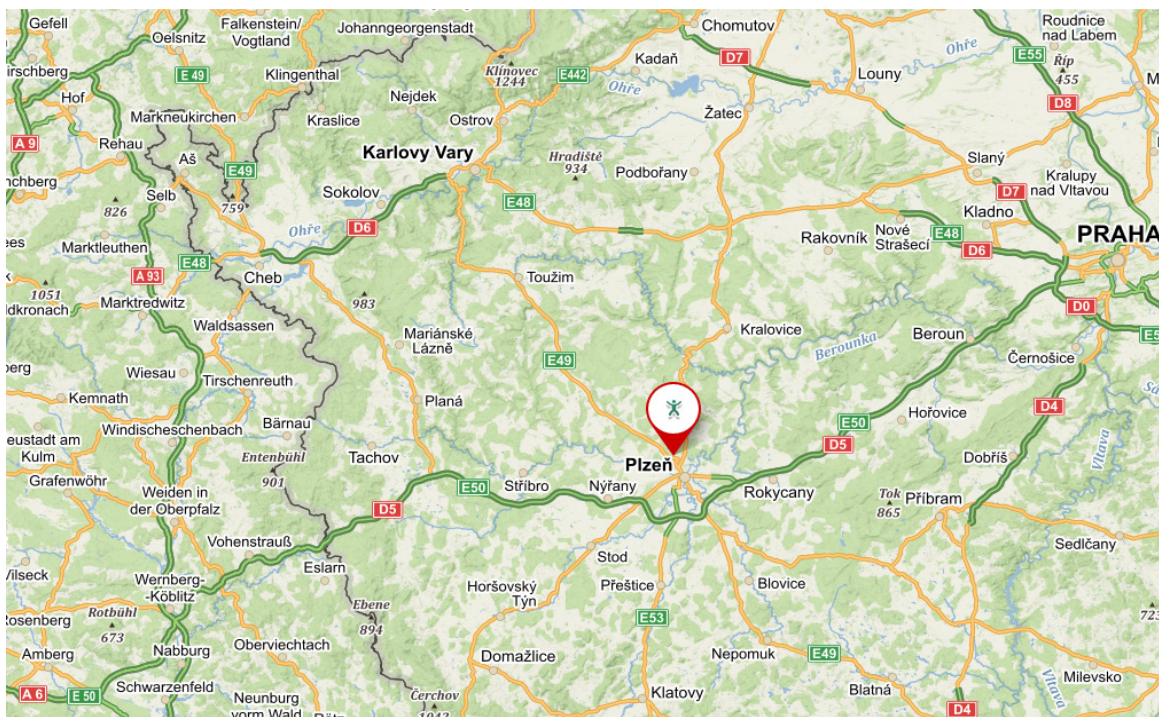 Gefell
Falkenstein/
Vogtland
Johanngeorgenstadt
Chomutov
Roudnice
nad Labem
Oelsnitz
E 49
Klínovec
1244
E442
Kadaň
D7
Ohře
E55
Říp
455
Klingenthal
Ohře
Louny
Hof
Nejdek
D8
Markneukirchen
Kraslice
Ostrov
Žatec
A 9
Rehau
Aš
Karlovy Vary
Hradiště
934
Slaný
E49
Podbořany
Kralupy
nad Vltavou
Selb
Sokolov
D7
826
759
E48
Kladno
Marktleuthen
Ohře
D6
Nové
Strašecí
E48
PRAHA
Rakovník
D6
E48
A 93
Cheb
Toužim
1051
983
Marktredwitz
D0
Waldsassen
Mariánské
Lázně
Kralovice
Berounka
Beroun
E49
Černošice
Wiesau
Tirschenreuth
Kemnath
Planá
D4
Hořovice
Bärnau
E50
Windischeschenbach
D5
Vltava
Kulm
Entenbühl
901
Tachov
Plzeň
Dobříš
Grafenwöhr
E50
Stříbro
Nýřany
Rokycany
Weiden in
der Oberpfalz
Tok
865
Příbram
D5
Vohenstrauß
Sedlčany
Eslarn
Stod
Vilseck
Wernberg-
-Köblitz
Horšovský
Týn
Přeštice
Blovice
Rotbühl
673
Ebene
894
E53
Oberviechtach
Amberg
Nabburg
Domažlice
Nepomuk
E49
Milevsko
A 6
E 50
Schwarzenfeld
Neunburg
vorm Wald
Čerchov
1042
Klatovy
Blatná
Vltava
D4